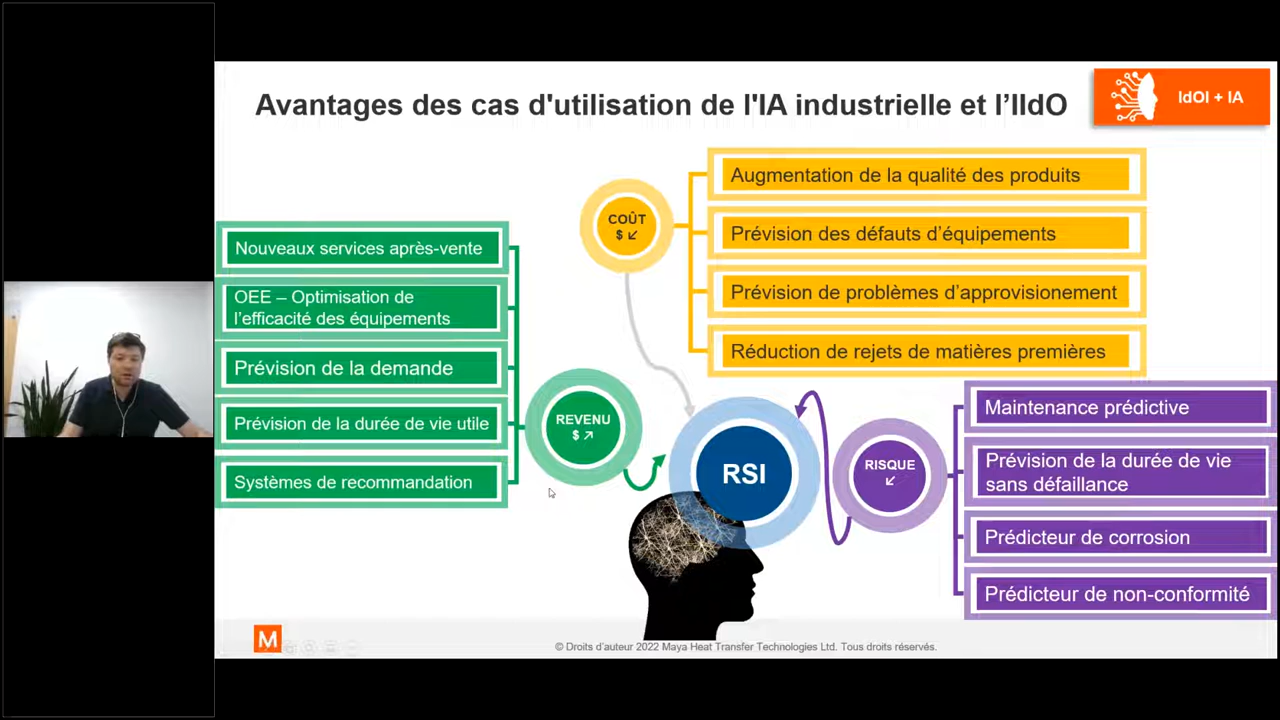 Avantages des cas d'utilisation de l'IA industrielle et l’IIdO
IdOI + IA
COÛT
$ ↙
Augmentation de la qualité des produits
Prévision des défauts d’équipements
Prévision de problèmes d’approvisionement
Réduction de rejets de matières premières
Nouveaux services après-vente
OEE – Optimisation de
l’efficacité des équipements
Prévision de la demande
Prévision de la durée de vie utile
Systèmes de recommandation
REVENU
$ ↗
RSI
RISQUE
↙
Maintenance prédictive
Prévision de la durée de vie
sans défaillance
Prédicteur de corrosion
Prédicteur de non-conformité
M
© Droits d’auteur 2022 Maya Heat Transfer Technologies Ltd. Tous droits réservés.